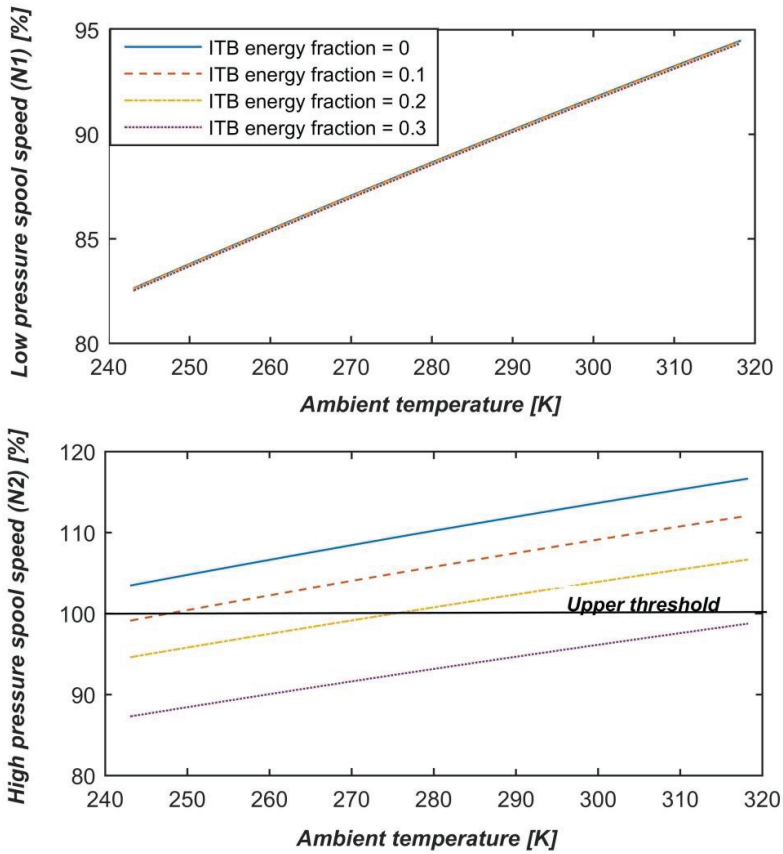 Low pressure spool speed (N1) [%]
95
90
85
80
ITB energy fraction = 0
ITB energy fraction = 0.1
ITB energy fraction = 0.2
ITB energy fraction = 0.3
240 250 260 270 280 290 300 310 320
Ambient temperature [K]
High pressure spool speed (N2) [%]
120
110
100
90
80
Upper threshold
240 250 260 270 280 290 300 310 320
Ambient temperature [K]